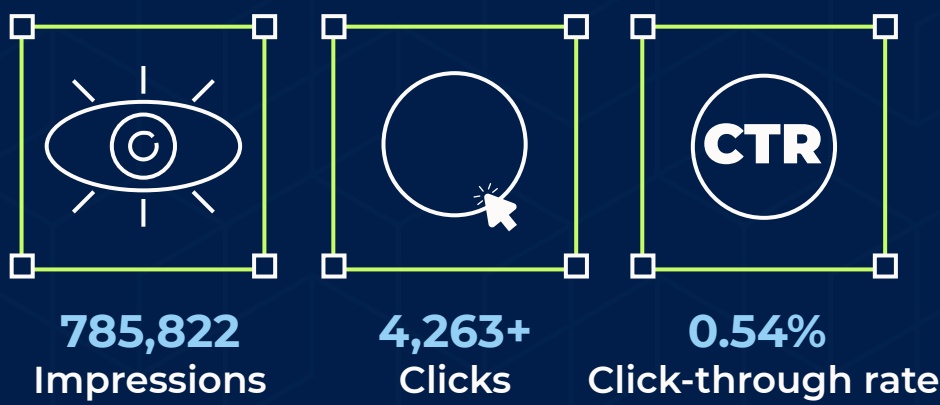 CTR
785,822
Impressions
4,263+
Clicks
0.54%
Click-through rate